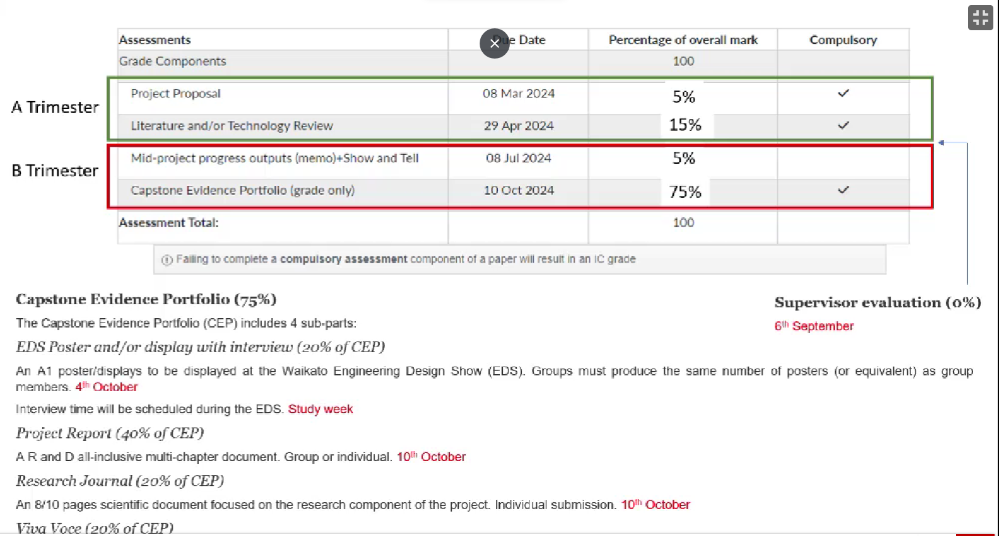 Assessments Due Date Percentage of overall mark Compulsory
Grade Components 100
A Trimester
Project Proposal 08 Mar 2024 5% ✓
Literature and/or Technology Review 29 Apr 2024 15% ✓
B Trimester
Mid-project progress outputs (memo)+Show and Tell 08 Jul 2024 5%
Capstone Evidence Portfolio (grade only) 10 Oct 2024 75% ✓
Assessment Total: 100
Failing to complete a compulsory assessment component of a paper will result in an IC grade
Capstone Evidence Portfolio (75%)
Supervisor evaluation (0%)
6th September
The Capstone Evidence Portfolio (CEP) includes 4 sub-parts:
EDS Poster and/or display with interview (20% of CEP)
An A1 poster/displays to be displayed at the Waikato Engineering Design Show (EDS). Groups must produce the same number of posters (or equivalent) as group
members. 4th October
Interview time will be scheduled during the EDS. Study week
Project Report (40% of CEP)
A R and D all-inclusive multi-chapter document. Group or individual. 10th October
Research Journal (20% of CEP)
An 8/10 pages scientific document focused on the research component of the project. Individual submission. 10th October
Viva Voce (20% of CEP)